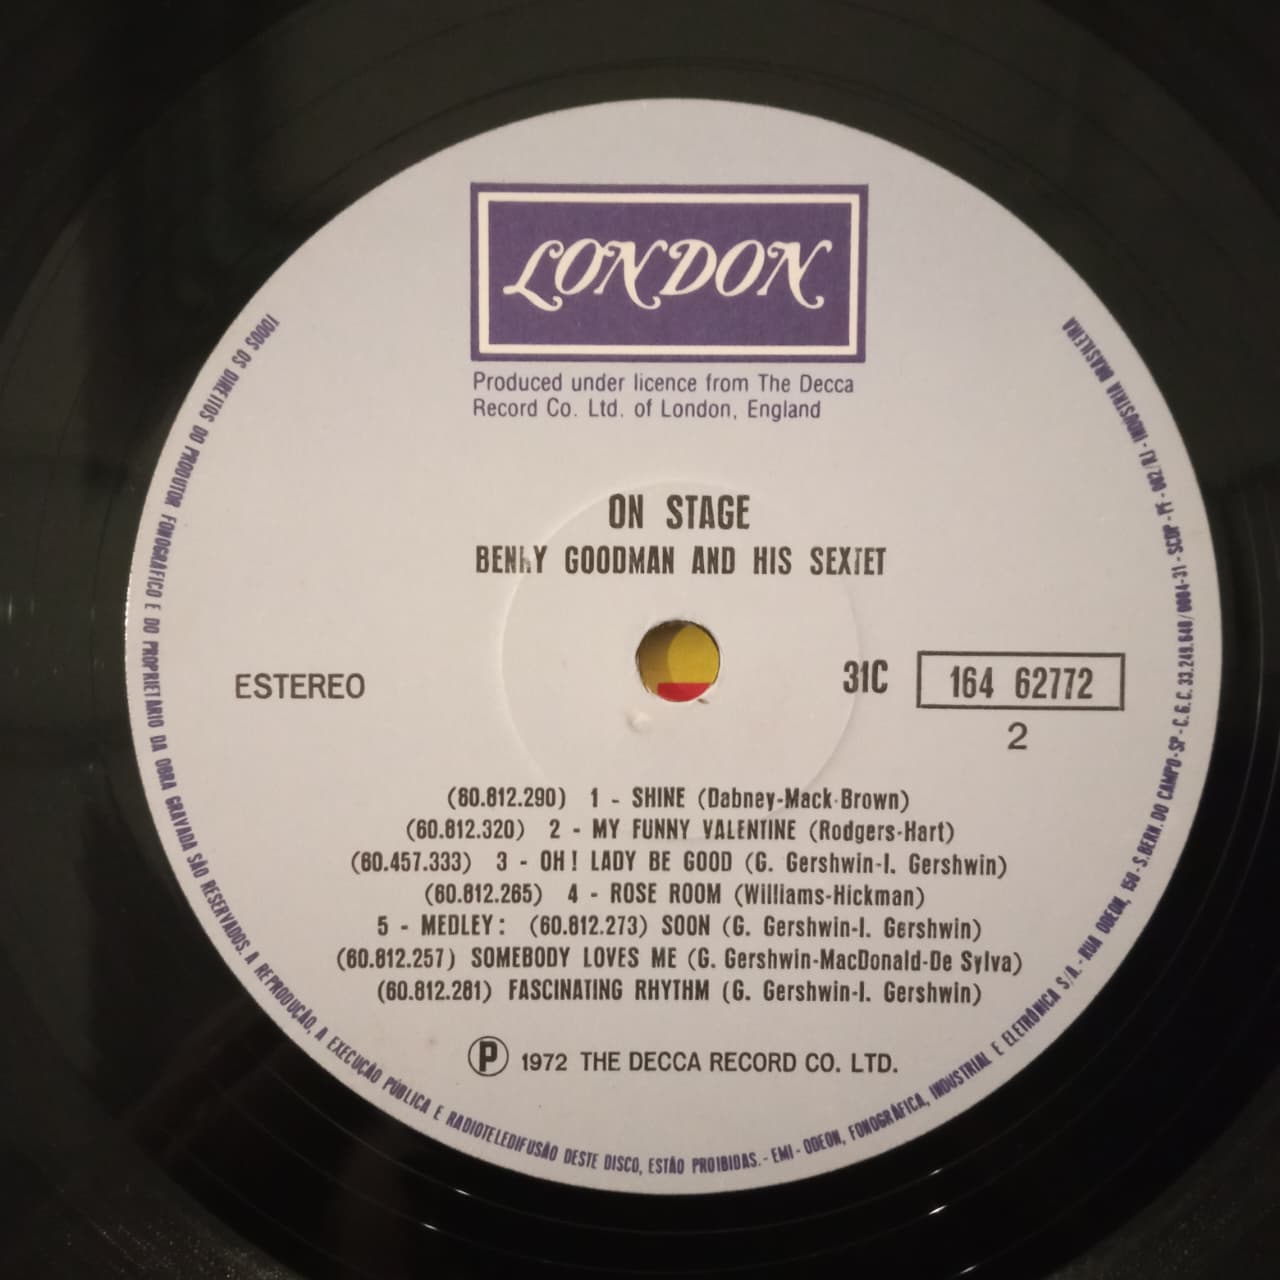 LONDON
Produced under licence from The Decca
Record Co. Ltd. of London, England
ON STAGE
BENNY GOODMAN AND HIS SEXTET
ESTEREO
31C 164 62772
2
(60.812.290) 1 - SHINE (Dabney-Mack-Brown)
(60.812.320) 2 - MY FUNNY VALENTINE (Rodgers-Hart)
(60.457.333) 3 - OH! LADY BE GOOD (G. Gershwin-I. Gershwin)
(60.812.265) 4 - ROSE ROOM (Williams-Hickman)
5 - MEDLEY: (60.812.273) SOON (G. Gershwin-I. Gershwin)
(60.812.257) SOMEBODY LOVES ME (G. Gershwin-MacDonald-De Sylva)
(60.812.281) FASCINATING RHYTHM (G. Gershwin-I. Gershwin)
Ⓟ 1972 THE DECCA RECORD CO. LTD.
TODOS OS DIREITOS DO PRODUTOR FONOGRÁFICO E DO PROPRIETÁRIO DA OBRA GRAVADA SÃO RESERVADOS. A REPRODUÇÃO, A EXECUÇÃO PÚBLICA E RADIOTELEDIFUSÃO DESTE DISCO, ESTÃO PROIBIDAS. - EMI - ODEON, FONOGRÁFICA, INDUSTRIAL E ELETRÔNICA S/A. - RUA ODEON, 150 - S.BERN. DO CAMPO-SP - C.G.C. 33.249.640/0004-31 - SCDP - PF - 002/RJ - INDÚSTRIA BRASILEIRA